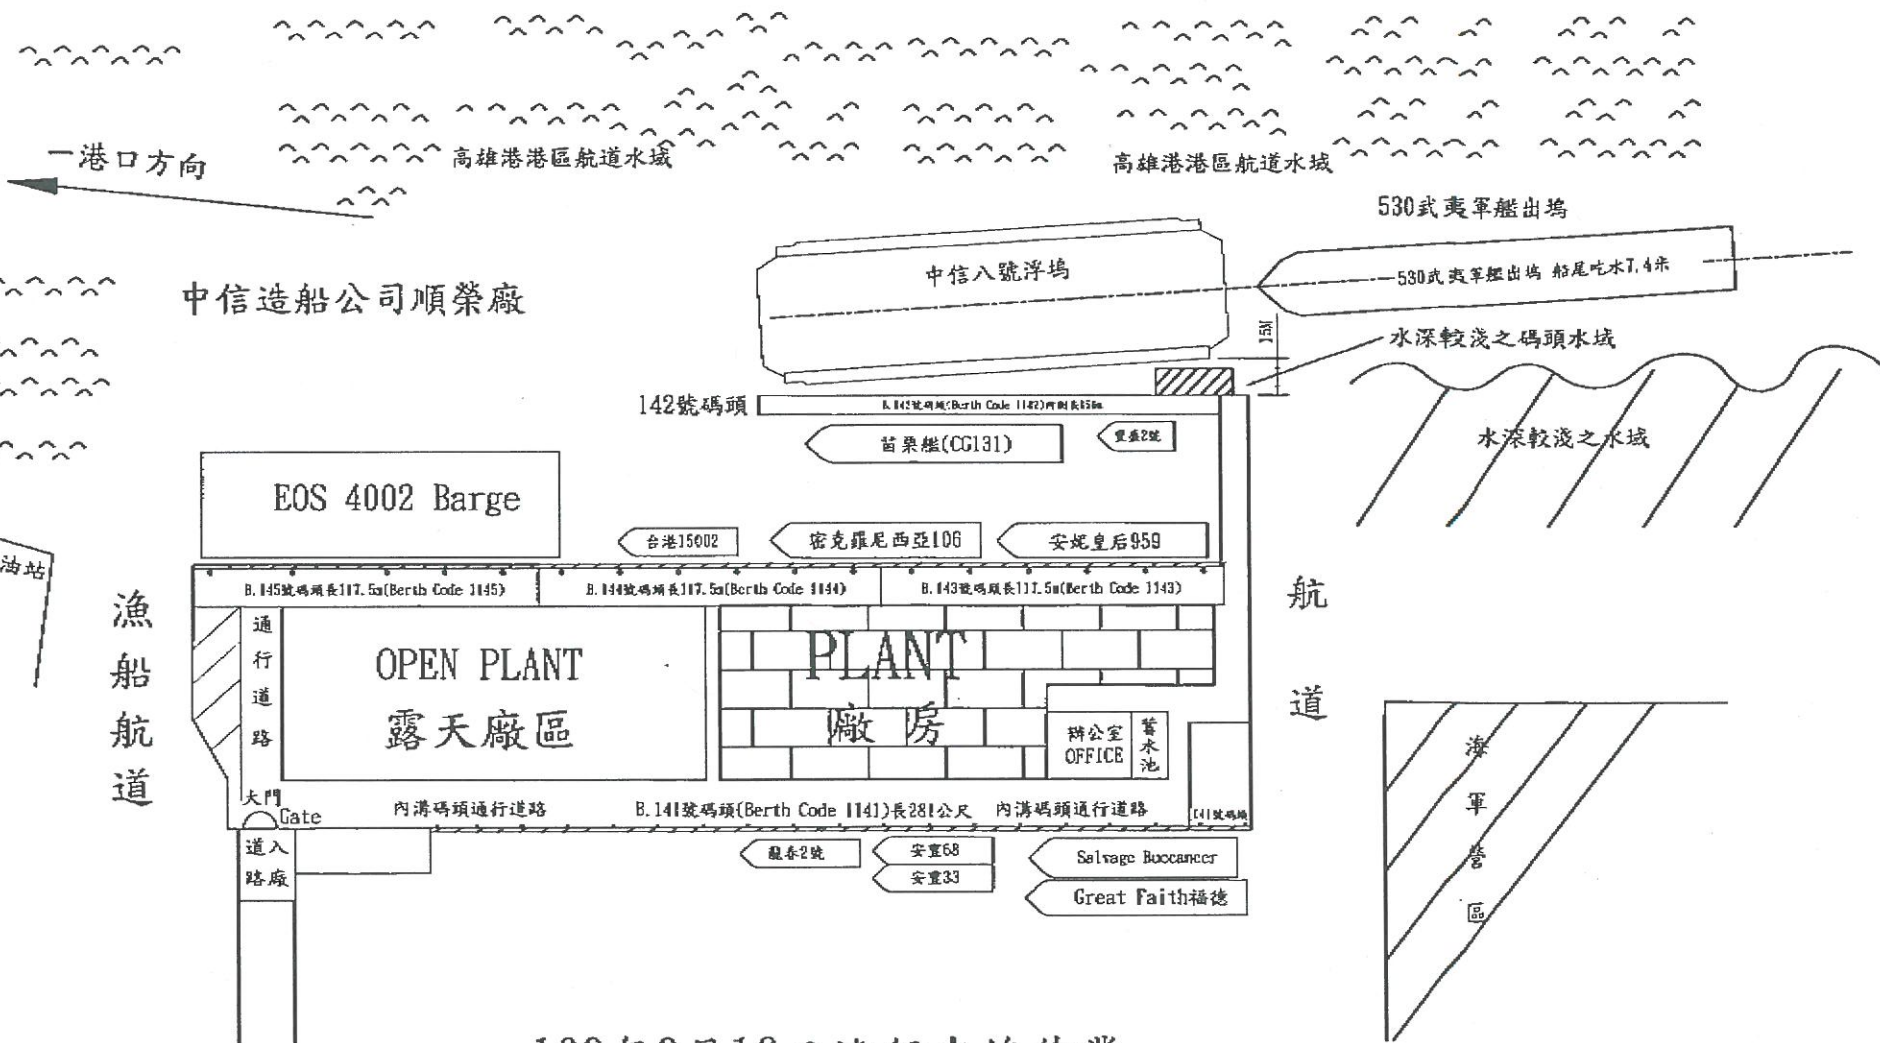 一港口方向
高雄港港區航道水域
高雄港港區航道水域
530武夷軍艦出塢
中信造船公司順榮廠
中信八號浮塢
530武夷軍艦出塢 船尾吃水7.4米
15M
水深較淺之碼頭水域
142號碼頭
水深較淺之水域
苗栗艦(CG131)
豐盛2號
EOS 4002 Barge
台港15002
密克羅尼西亞106
安妮皇后959
油站
B.145號碼頭長117.5m(Berth Code 1145)
B.144號碼頭長117.5m(Berth Code 1144)
B.143號碼頭長117.5m(Berth Code 1143)
漁船航道
通行道路
OPEN PLANT
露天廠區
PLANT
廠房
辦公室
OFFICE
蓄水池
航道
海軍營區
大門
Gate
內溝碼頭通行道路
B.141號碼頭(Berth Code 1141)長281公尺
內溝碼頭通行道路
入廠道路
龍春2號
安豐68
安豐33
Salvage Buccaneer
Great Faith福德